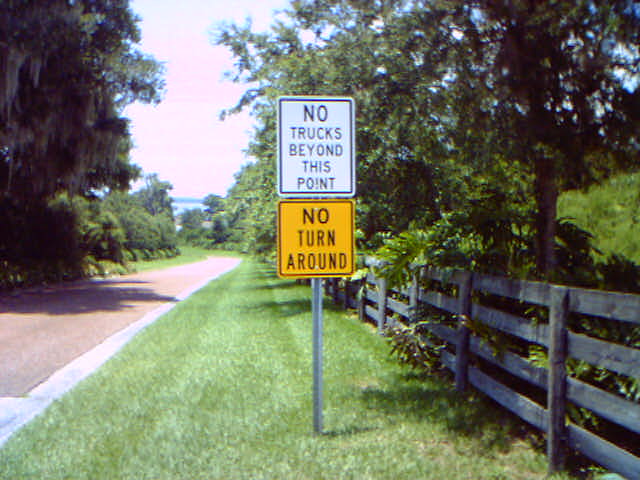 NO
TRUCKS
BEYOND
THIS
POINT
NO
TURN
AROUND